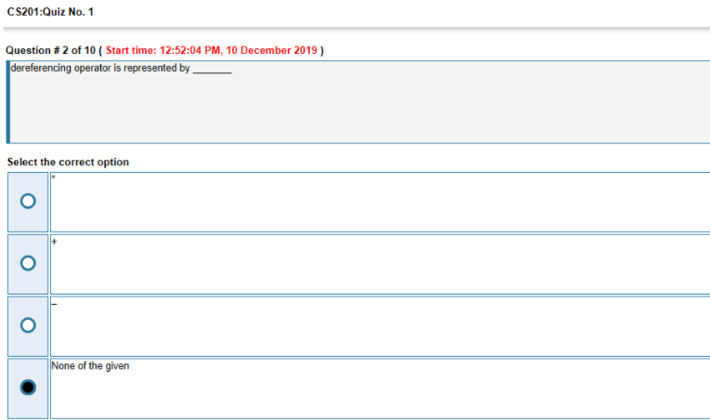 CS201:Quiz No. 1
Question # 2 of 10 ( Start time: 12:52:04 PM, 10 December 2019 )
dereferencing operator is represented by _______
Select the correct option
*
+
–
None of the given